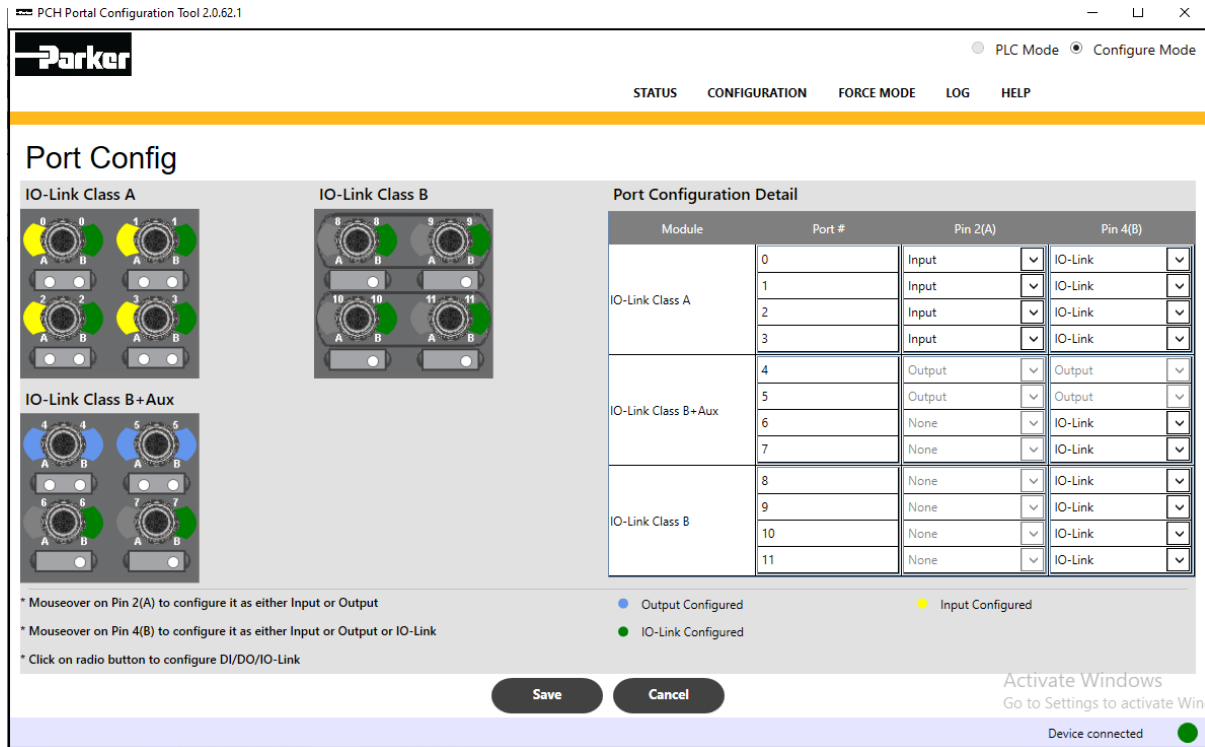 PCH Portal Configuration Tool 2.0.62.1
Parker
PLC Mode Configure Mode
STATUS CONFIGURATION FORCE MODE LOG HELP
Port Config
IO-Link Class A
0 0 1 1
A B A B
2 2 3 3
A B A B
IO-Link Class B
8 8 9 9
A B A B
10 10 11 11
A B A B
IO-Link Class B+Aux
4 4 5 5
A B A B
6 6 7 7
A B A B
Port Configuration Detail
Module Port # Pin 2(A) Pin 4(B)
IO-Link Class A
0 Input IO-Link
1 Input IO-Link
2 Input IO-Link
3 Input IO-Link
IO-Link Class B+Aux
4 Output Output
5 Output Output
6 None IO-Link
7 None IO-Link
IO-Link Class B
8 None IO-Link
9 None IO-Link
10 None IO-Link
11 None IO-Link
* Mouseover on Pin 2(A) to configure it as either Input or Output
* Mouseover on Pin 4(B) to configure it as either Input or Output or IO-Link
* Click on radio button to configure DI/DO/IO-Link
Output Configured Input Configured
IO-Link Configured
Save Cancel
Activate Windows
Go to Settings to activate Win
Device connected